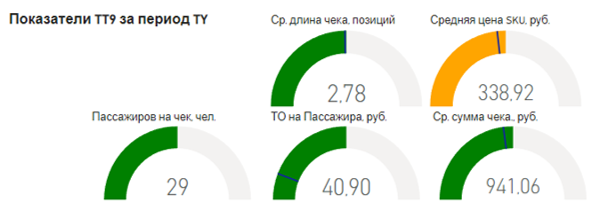 Показатели TT9 за период TY
Ср. длина чека, позиций
2,78
Средняя цена SKU, руб.
338,92
Пассажиров на чек, чел.
29
ТО на Пассажира, руб.
40,90
Ср. сумма чека., руб.
941,06